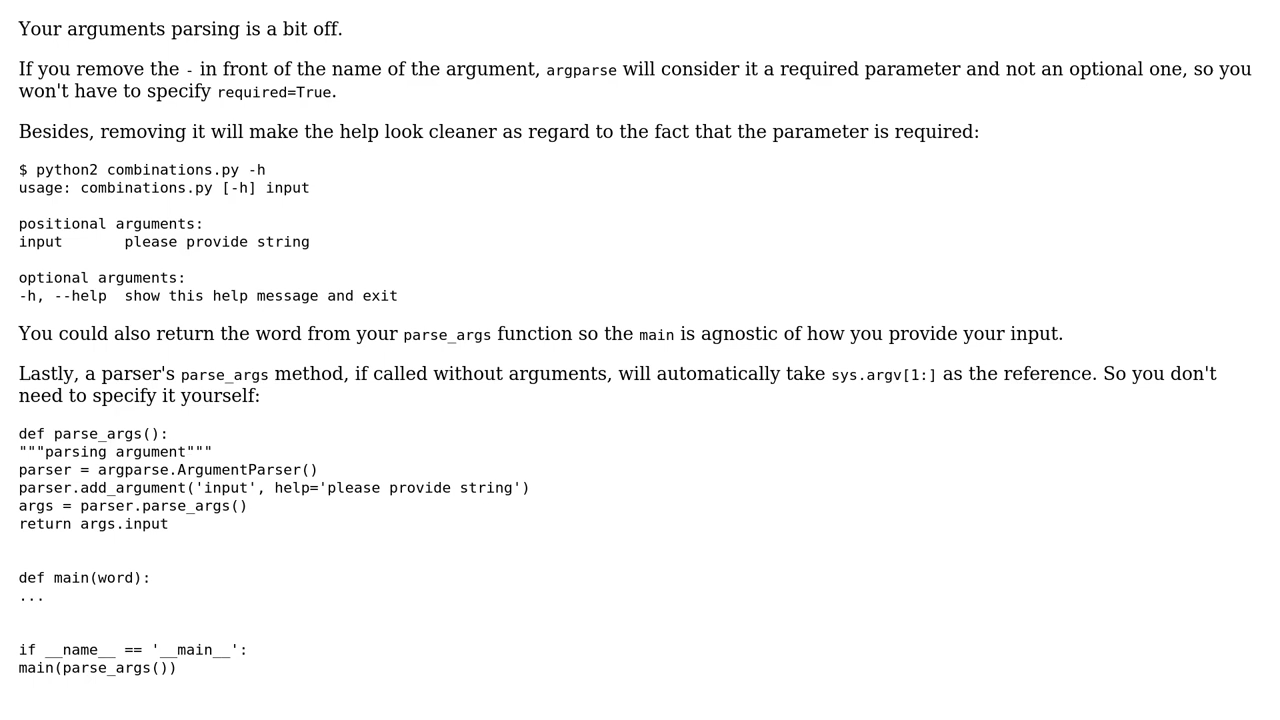 Your arguments parsing is a bit off.
If you remove the - in front of the name of the argument, argparse will consider it a required parameter and not an optional one, so you
won't have to specify required=True.
Besides, removing it will make the help look cleaner as regard to the fact that the parameter is required:
$ python2 combinations.py -h
usage: combinations.py [-h] input
positional arguments:
input       please provide string
optional arguments:
-h, --help  show this help message and exit
You could also return the word from your parse_args function so the main is agnostic of how you provide your input.
Lastly, a parser's parse_args method, if called without arguments, will automatically take sys.argv[1:] as the reference. So you don't
need to specify it yourself:
def parse_args():
"""parsing argument"""
parser = argparse.ArgumentParser()
parser.add_argument('input', help='please provide string')
args = parser.parse_args()
return args.input
def main(word):
...
if __name__ == '__main__':
main(parse_args())